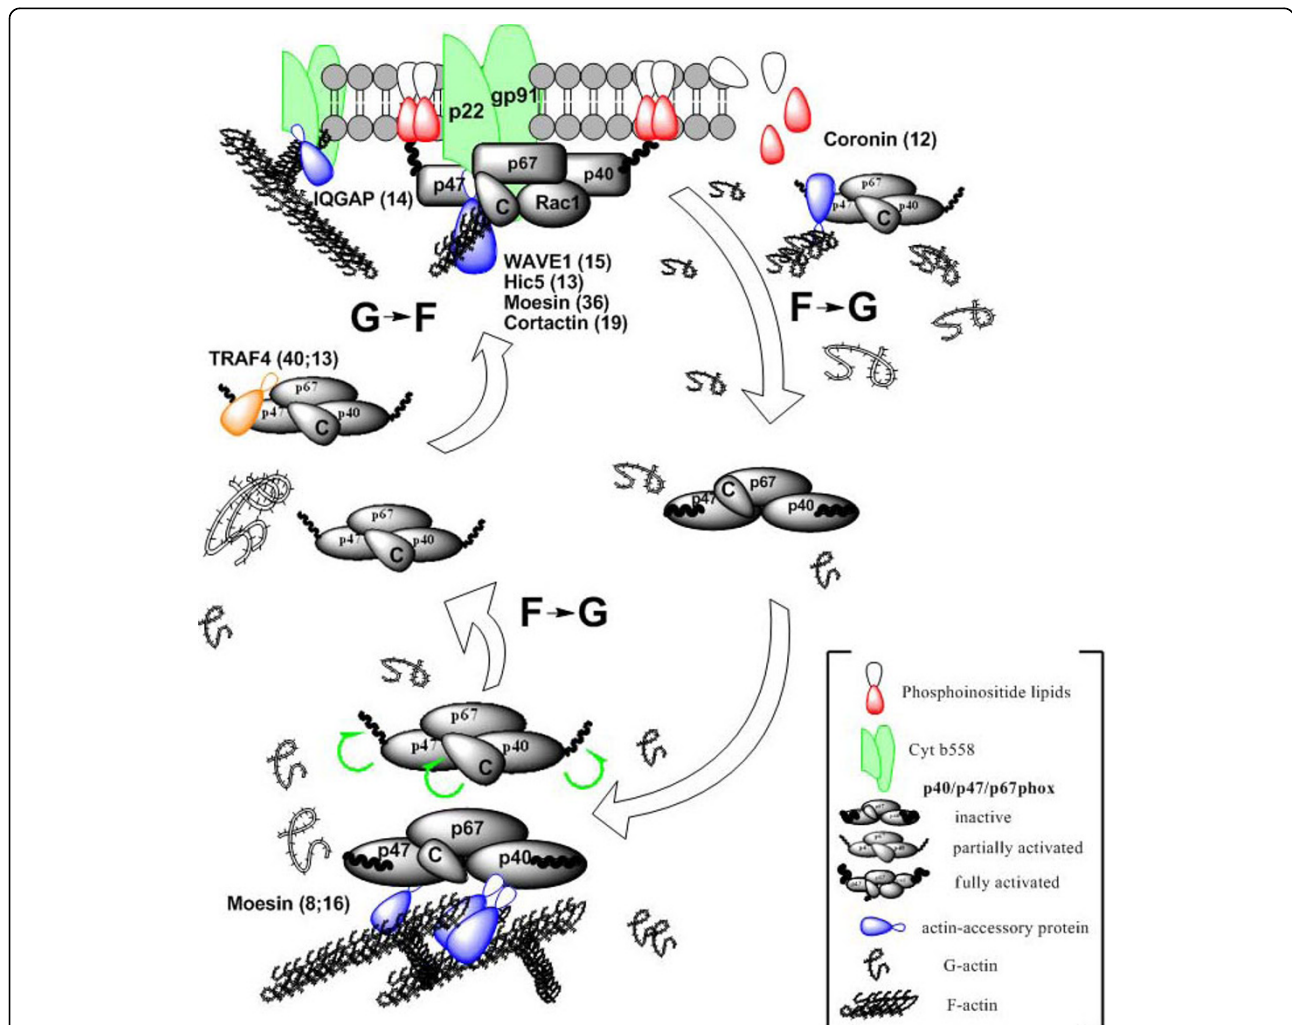 p22
gp91
p67
p47
p40
C
Rac1
IQGAP (14)
WAVE1 (15)
Hic5 (13)
Moesin (36)
Cortactin (19)
G→F
Coronin (12)
p67
p47
p40
C
F→G
TRAF4 (40;13)
p67
p47
p40
C
p67
p47
p40
C
p47
C
p67
p40
F→G
p67
p47
p40
C
p67
p47
C
p40
Moesin (8;16)
Phosphoinositide lipids
Cyt b558
p40/p47/p67phox
inactive
partially activated
fully activated
actin-accessory protein
G-actin
F-actin